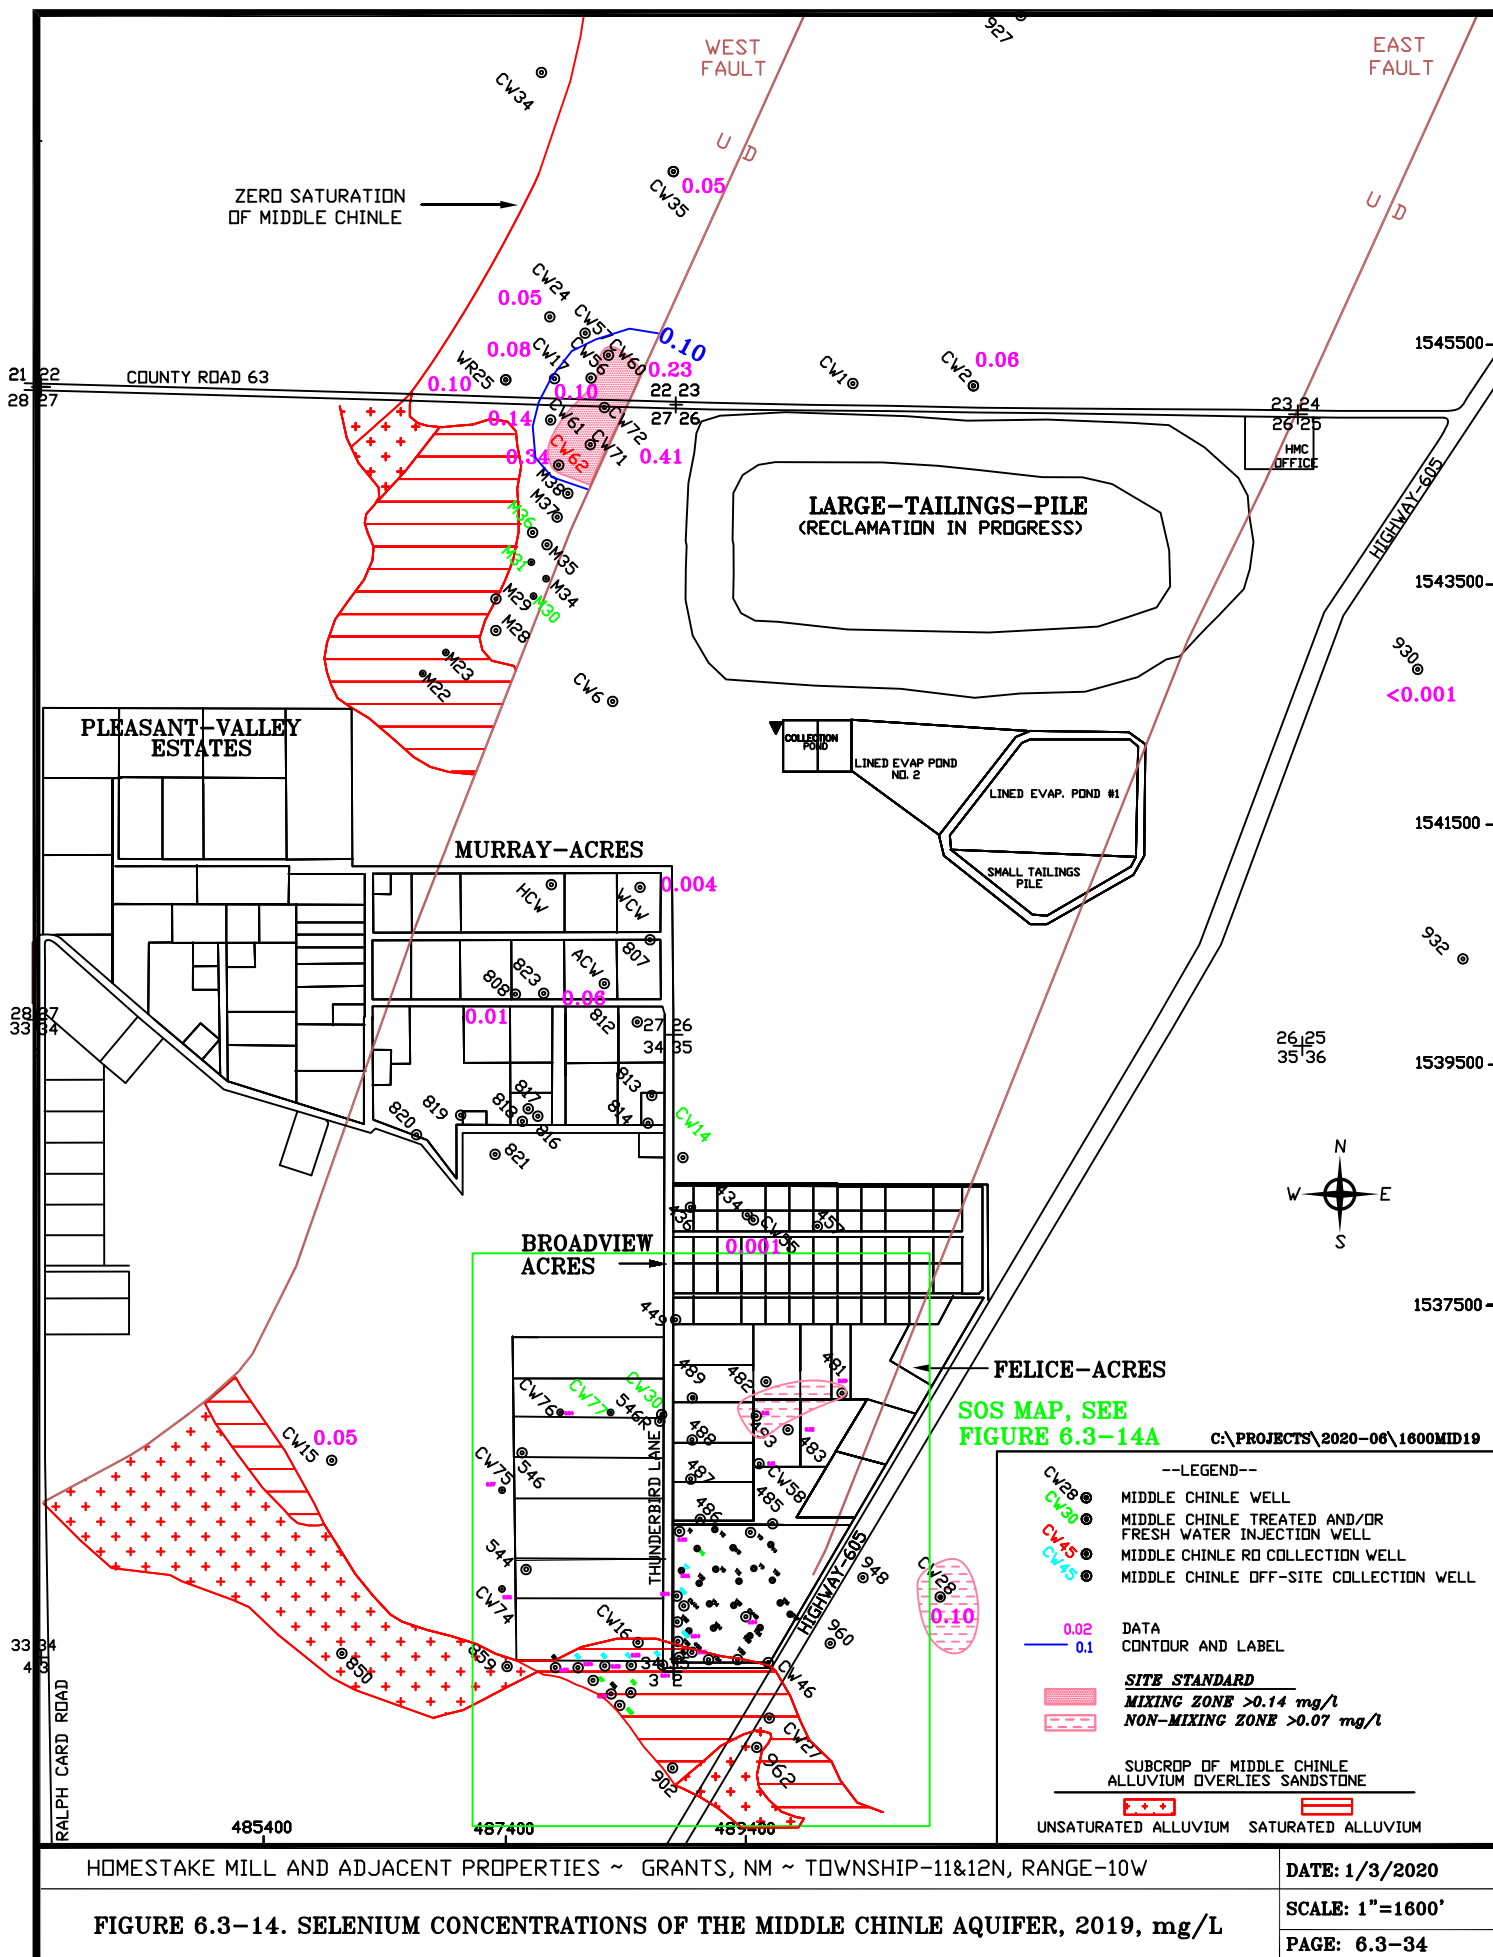 927
WEST
FAULT
EAST
FAULT
CW34
U D
CW35
0.05
ZERO SATURATION
OF MIDDLE CHINLE
U D
CW24
0.05
CW57
0.10
0.08
CW17
CW56
CW60
0.23
WR25
0.10
0.10
CW1
CW2
0.06
1545500
21 22
28 27
COUNTY ROAD 63
22 23
27 26
23 24
26 25
HMC
OFFICE
0.14
CW61
CW72
CW71
0.34
CW62
0.41
M38
M37
M36
M35
M31
M34
M30
M29
M28
M23
M22
CW6
LARGE-TAILINGS-PILE
(RECLAMATION IN PROGRESS)
HIGHWAY-605
1543500
930
<0.001
PLEASANT-VALLEY
ESTATES
COLLECTION
POND
LINED EVAP POND
NO. 2
LINED EVAP. POND #1
SMALL TAILINGS
PILE
1541500
MURRAY-ACRES
HCW
WCW
0.004
807
932
808
823
ACW
0.06
0.01
812
27 26
34 35
28 27
33 34
26 25
35 36
1539500
813
814
817
818
816
819
820
821
CW14
N
W E
S
436
434
CW55
457
0.001
BROADVIEW
ACRES
1537500
449
FELICE-ACRES
489
482
481
CW76
CW77
546R
CW30
SOS MAP, SEE
FIGURE 6.3-14A
C:\PROJECTS\2020-06\1600MID19
CW15
0.05
488
493
483
CW75
546
THUNDERBIRD LANE
487
CW58
486
485
544
CW74
HIGHWAY-605
948
CW28
0.10
CW16
960
33 34
4 3
850
859
3 2
CW46
CW27
902
962
RALPH CARD ROAD
--LEGEND--
CW28 MIDDLE CHINLE WELL
CW30 MIDDLE CHINLE TREATED AND/OR
FRESH WATER INJECTION WELL
CW45 MIDDLE CHINLE RO COLLECTION WELL
CW45 MIDDLE CHINLE OFF-SITE COLLECTION WELL
0.02 DATA
0.1 CONTOUR AND LABEL
SITE STANDARD
MIXING ZONE >0.14 mg/l
NON-MIXING ZONE >0.07 mg/l
SUBCROP OF MIDDLE CHINLE
ALLUVIUM OVERLIES SANDSTONE
UNSATURATED ALLUVIUM SATURATED ALLUVIUM
485400
487400
489400
HOMESTAKE MILL AND ADJACENT PROPERTIES ~ GRANTS, NM ~ TOWNSHIP-11&12N, RANGE-10W
DATE: 1/3/2020
FIGURE 6.3-14. SELENIUM CONCENTRATIONS OF THE MIDDLE CHINLE AQUIFER, 2019, mg/L
SCALE: 1"=1600'
PAGE: 6.3-34